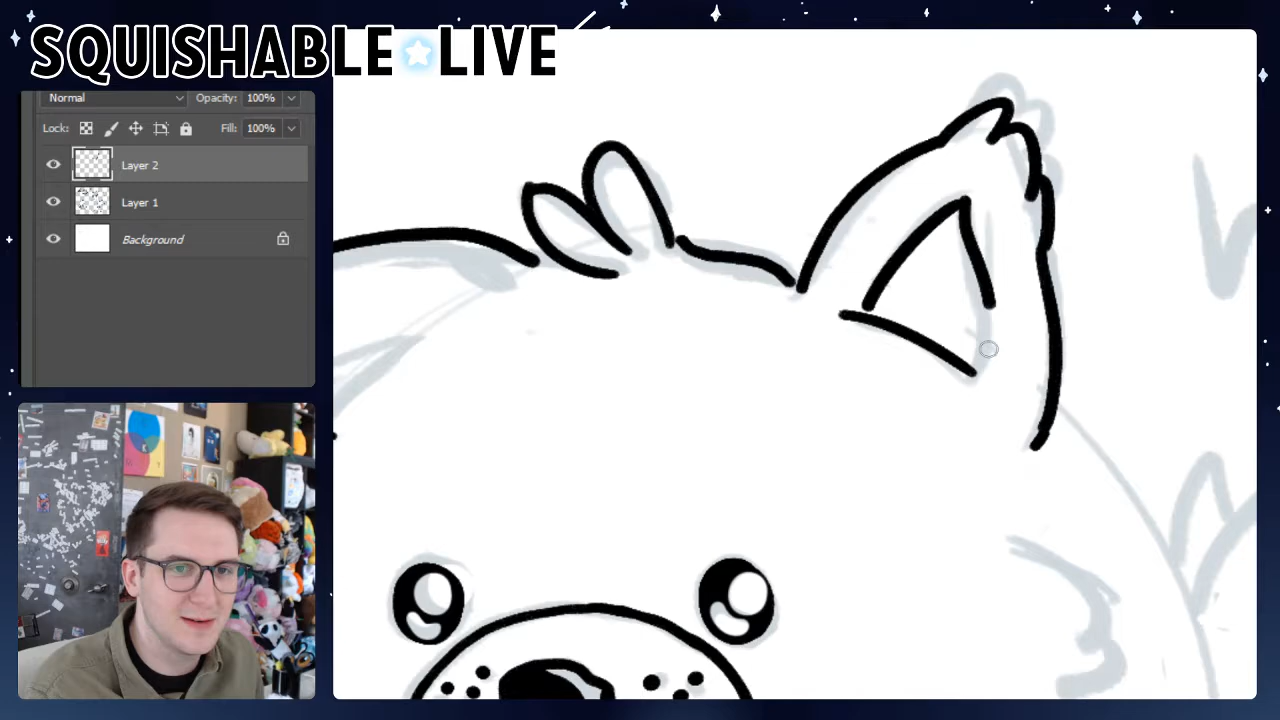 SQUISHABLE LIVE
Normal Opacity: 100%
Lock: Fill: 100%
Layer 2
Layer 1
Background